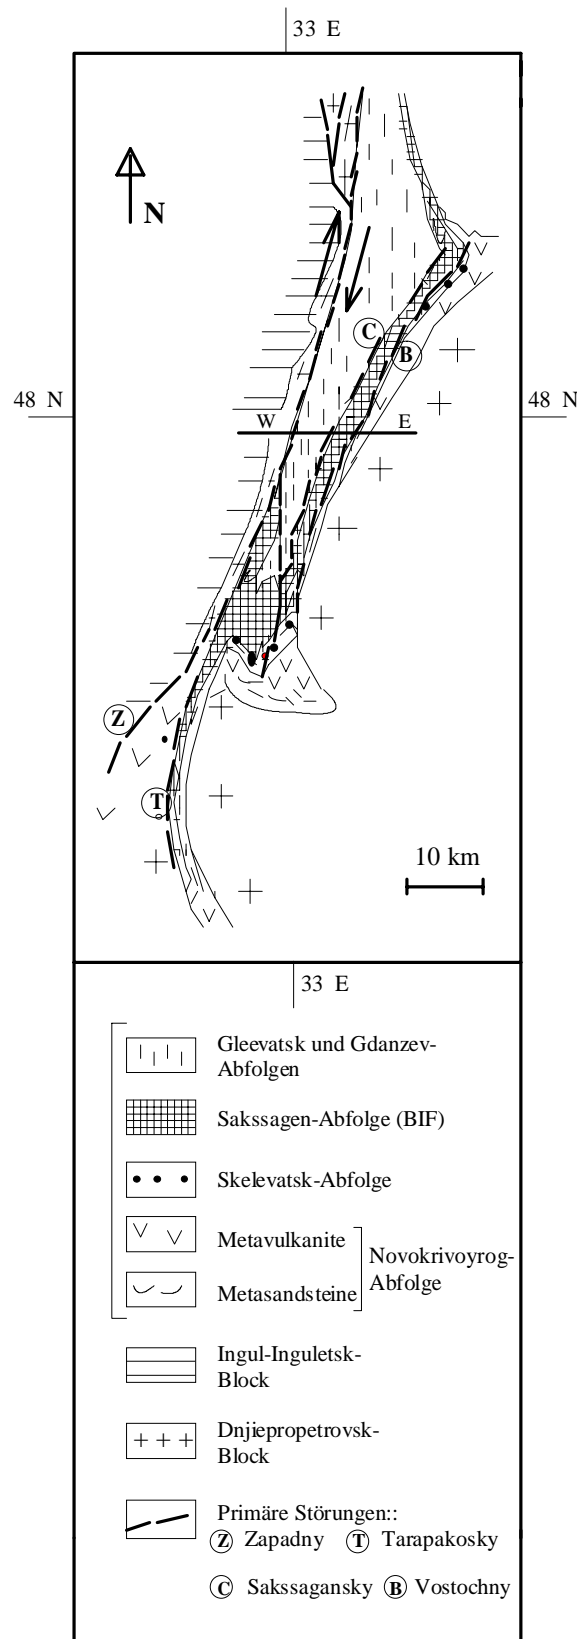 33 E
N
C
B
48 N
48 N
W
E
Z
T
10 km
33 E
Gleevatsk und Gdanzev-
Abfolgen
Sakssagen-Abfolge (BIF)
Skelevatsk-Abfolge
Metavulkanite
Novokrivoyrog-
Abfolge
Metasandsteine
Ingul-Inguletsk-
Block
Dnjiepropetrovsk-
Block
Primäre Störungen::
Z Zapadny T Tarapakosky
C Sakssagansky B Vostochny